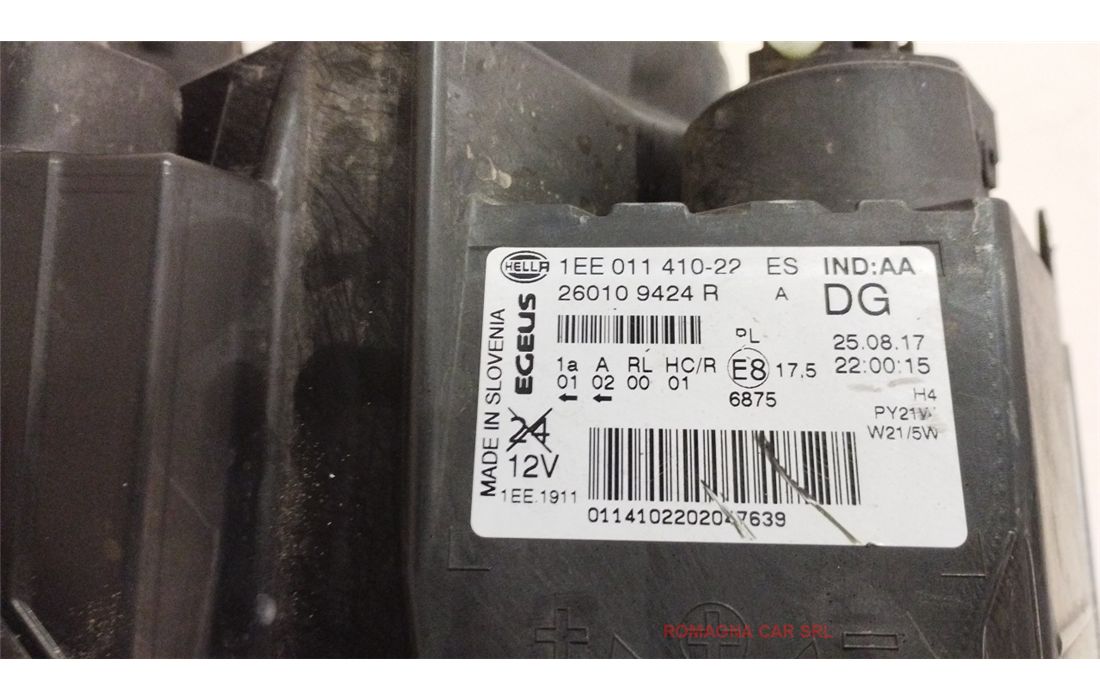 HELLA 1EE 011 410-22 ES IND:AA
26010 9424 R A DG
MADE IN SLOVENIA
EGEUS
PL
25.08.17
1a A RL HC/R E8 17,5 22:00:15
01 02 00 01
6875
H4
PY21W
W21/5W
24
12V
1EE.1911
0114102202047639
ROMAGNA CAR SRL